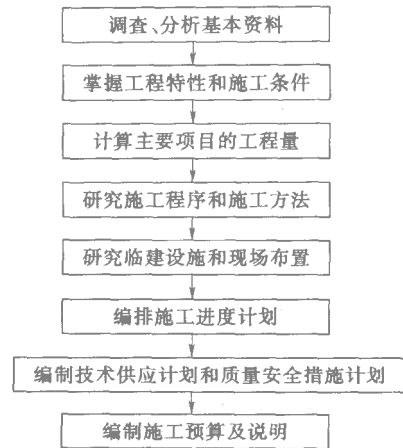 调查、分析基本资料
掌握工程特性和施工条件
计算主要项目的工程量
研究施工程序和施工方法
研究临建设施和现场布置
编排施工进度计划
编制技术供应计划和质量安全措施计划
编制施工预算及说明